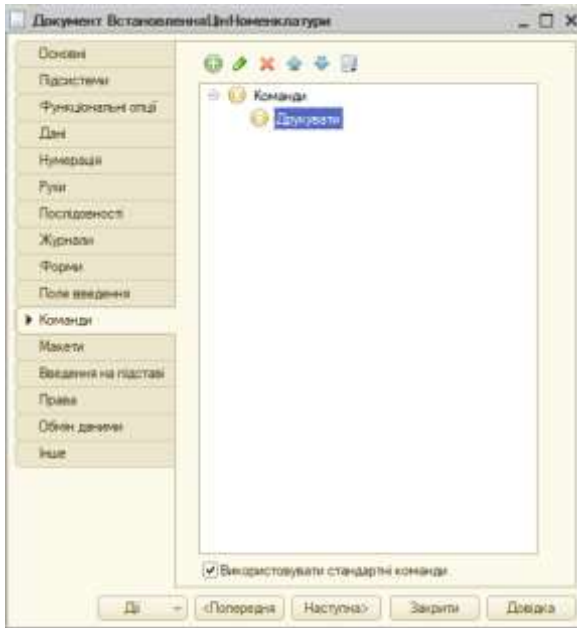 Документ ВстановленняЦінНоменклатури
Основні
Підсистеми
Функціональні опції
Дані
Нумерація
Рухи
Послідовності
Журнали
Форми
Поле введення
Команди
Макети
Введення на підставі
Права
Обмін даними
Інше
Команди
Друкувати
Використовувати стандартні команди
Дії
<Попередня
Наступна>
Закрити
Довідка